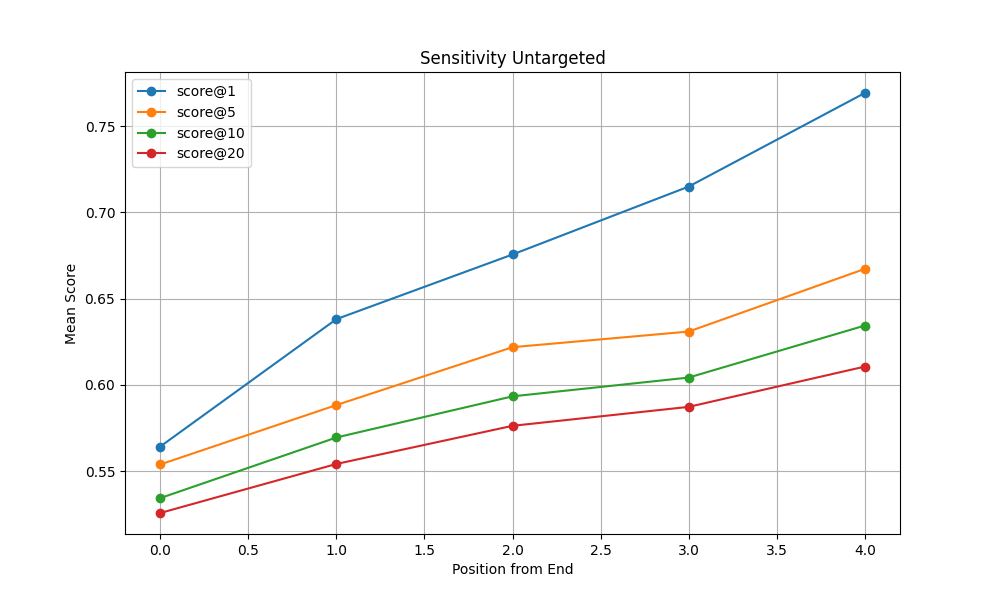 Sensitivity Untargeted
score@1
score@5
score@10
score@20
Mean Score
0.75
0.70
0.65
0.60
0.55
0.0 0.5 1.0 1.5 2.0 2.5 3.0 3.5 4.0
Position from End